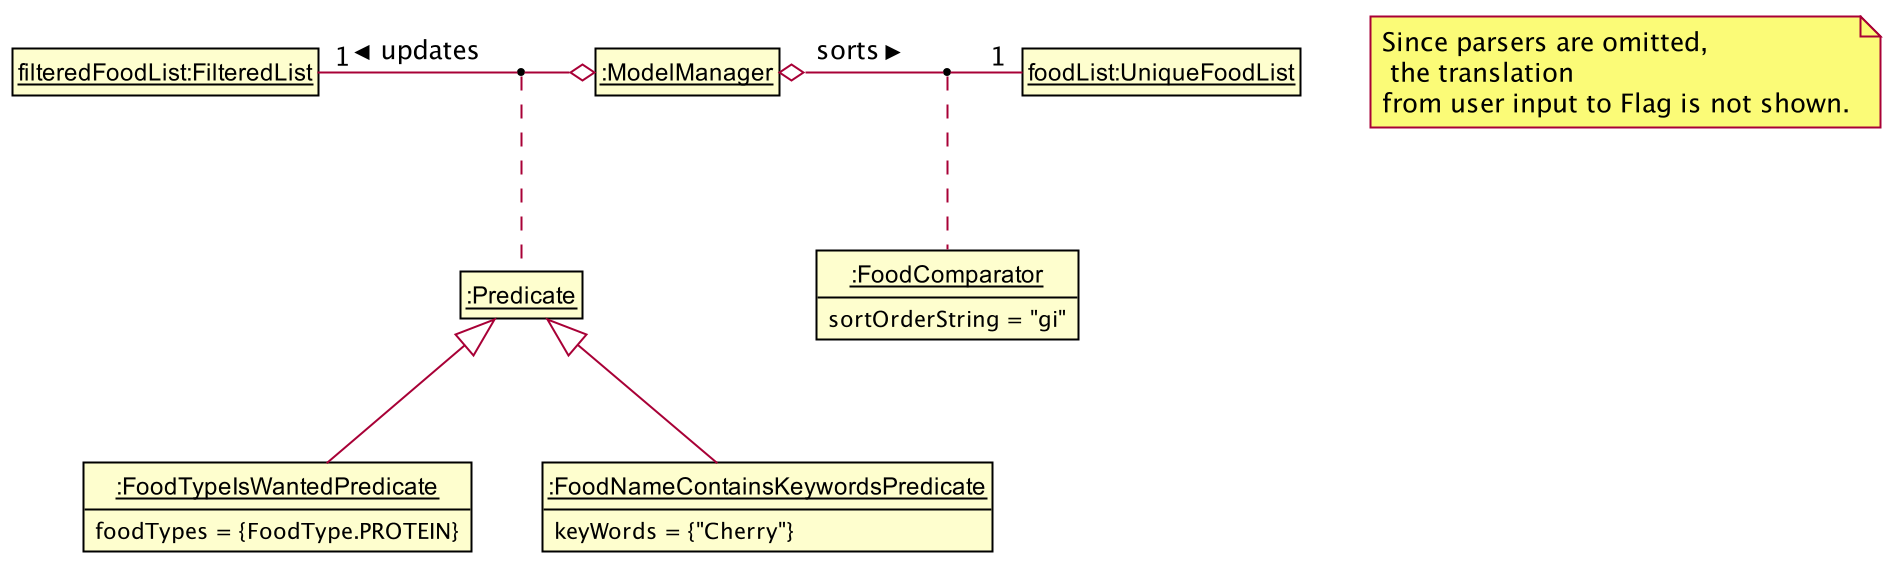 filteredFoodList:FilteredList
1
◄ updates
:ModelManager
sorts ►
1
foodList:UniqueFoodList
Since parsers are omitted,
the translation
from user input to Flag is not shown.
:Predicate
:FoodComparator
sortOrderString = "gi"
:FoodTypeIsWantedPredicate
foodTypes = {FoodType.PROTEIN}
:FoodNameContainsKeywordsPredicate
keyWords = {"Cherry"}